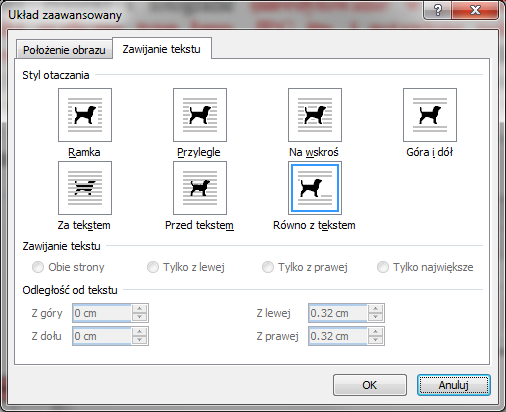 Układ zaawansowany
Położenie obrazu Zawijanie tekstu
Styl otaczania
Ramka Przylegle Na wskroś Góra i dół
Za tekstem Przed tekstem Równo z tekstem
Zawijanie tekstu
Obie strony Tylko z lewej Tylko z prawej Tylko największe
Odległość od tekstu
Z góry 0 cm Z lewej 0.32 cm
Z dołu 0 cm Z prawej 0.32 cm
OK Anuluj